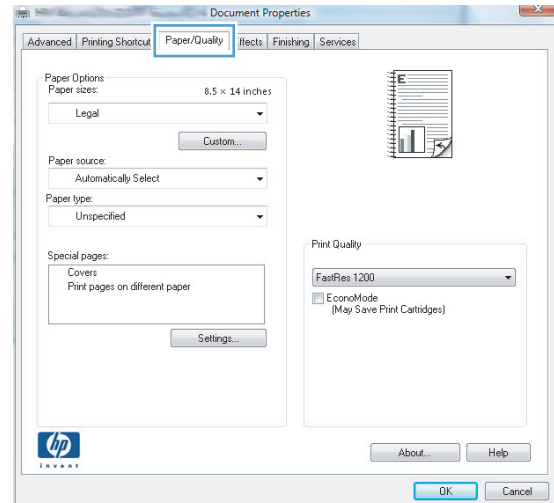 Document Properties
Advanced Printing Shortcut Paper/Quality ffects Finishing Services
Paper Options
Paper sizes: 8.5 × 14 inches
Legal
Custom...
Paper source:
Automatically Select
Paper type:
Unspecified
Special pages:
Covers
Print pages on different paper
Settings...
E
Print Quality
FastRes 1200
EconoMode
(May Save Print Cartridges)
hp
invent
About... Help
OK Cancel